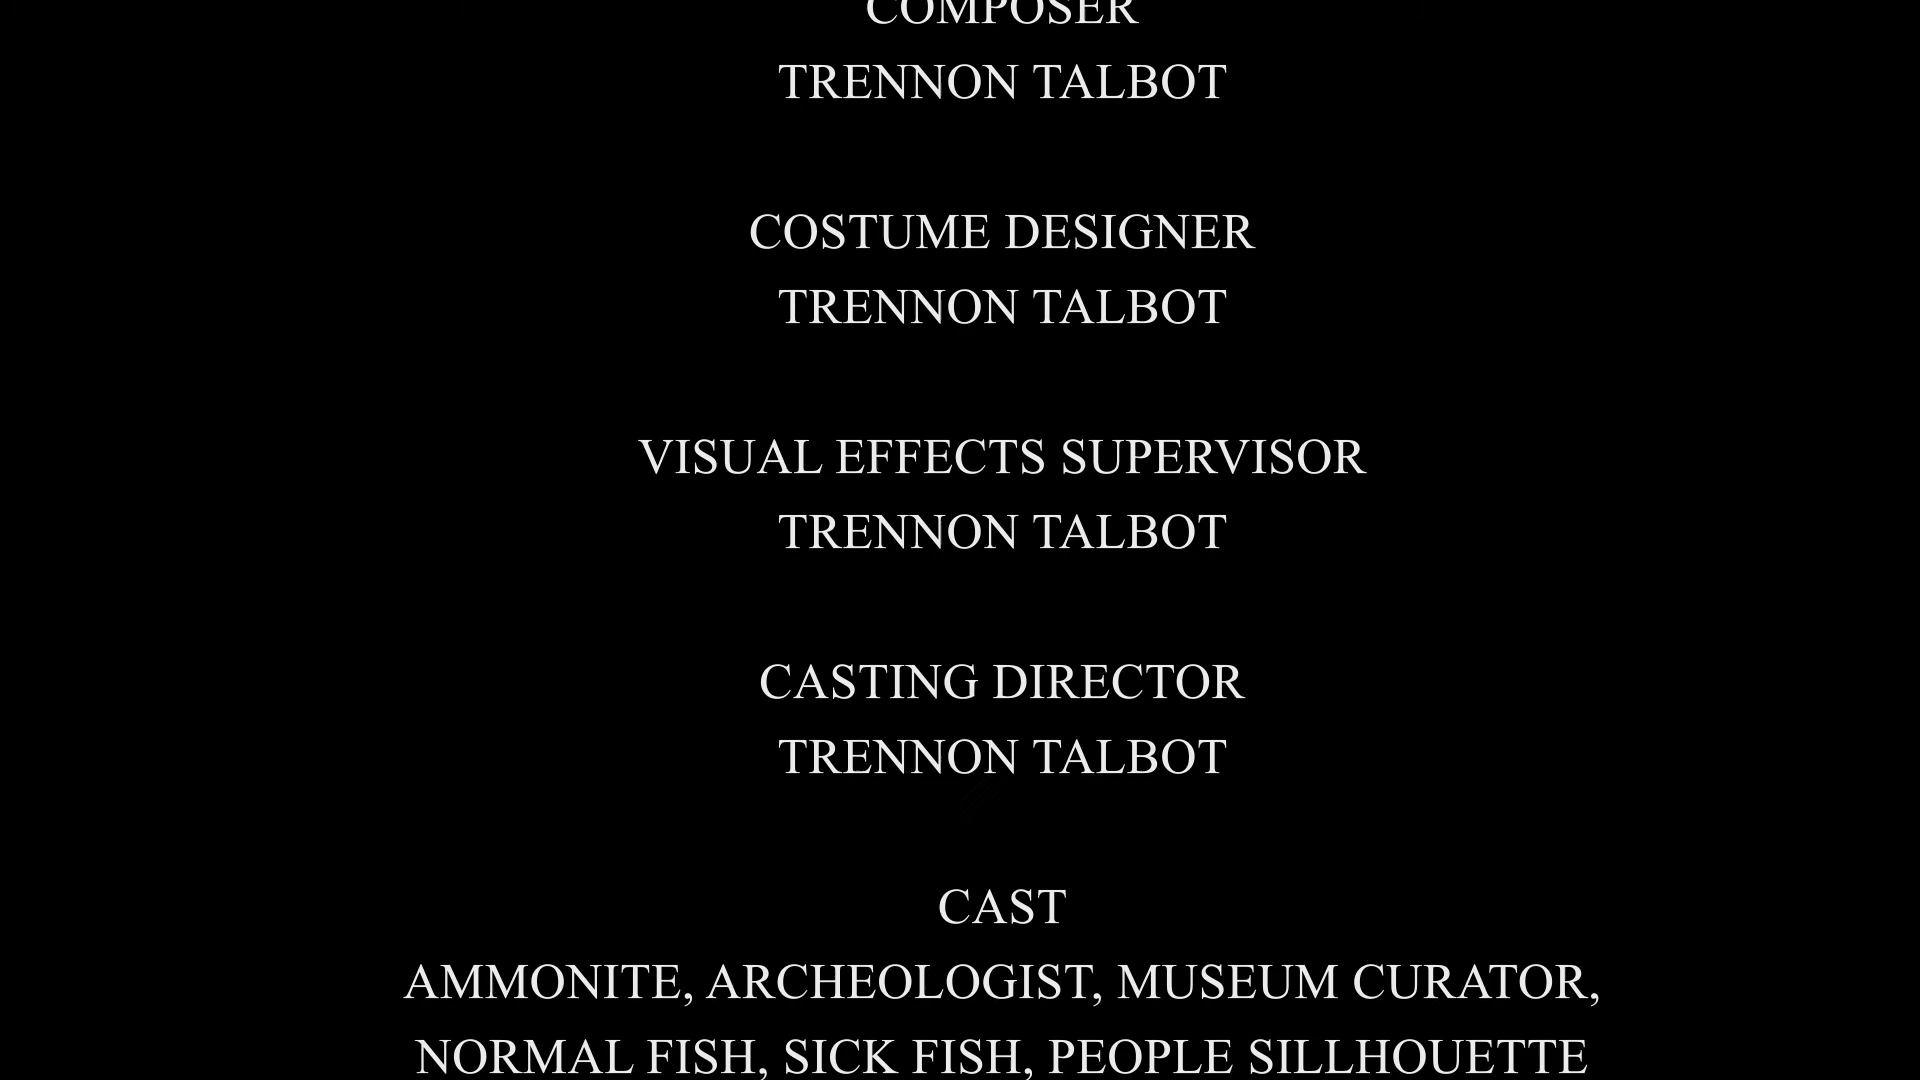 COMPOSER
TRENNON TALBOT
COSTUME DESIGNER
TRENNON TALBOT
VISUAL EFFECTS SUPERVISOR
TRENNON TALBOT
CASTING DIRECTOR
TRENNON TALBOT
CAST
AMMONITE, ARCHEOLOGIST, MUSEUM CURATOR,
NORMAL FISH, SICK FISH, PEOPLE SILLHOUETTE